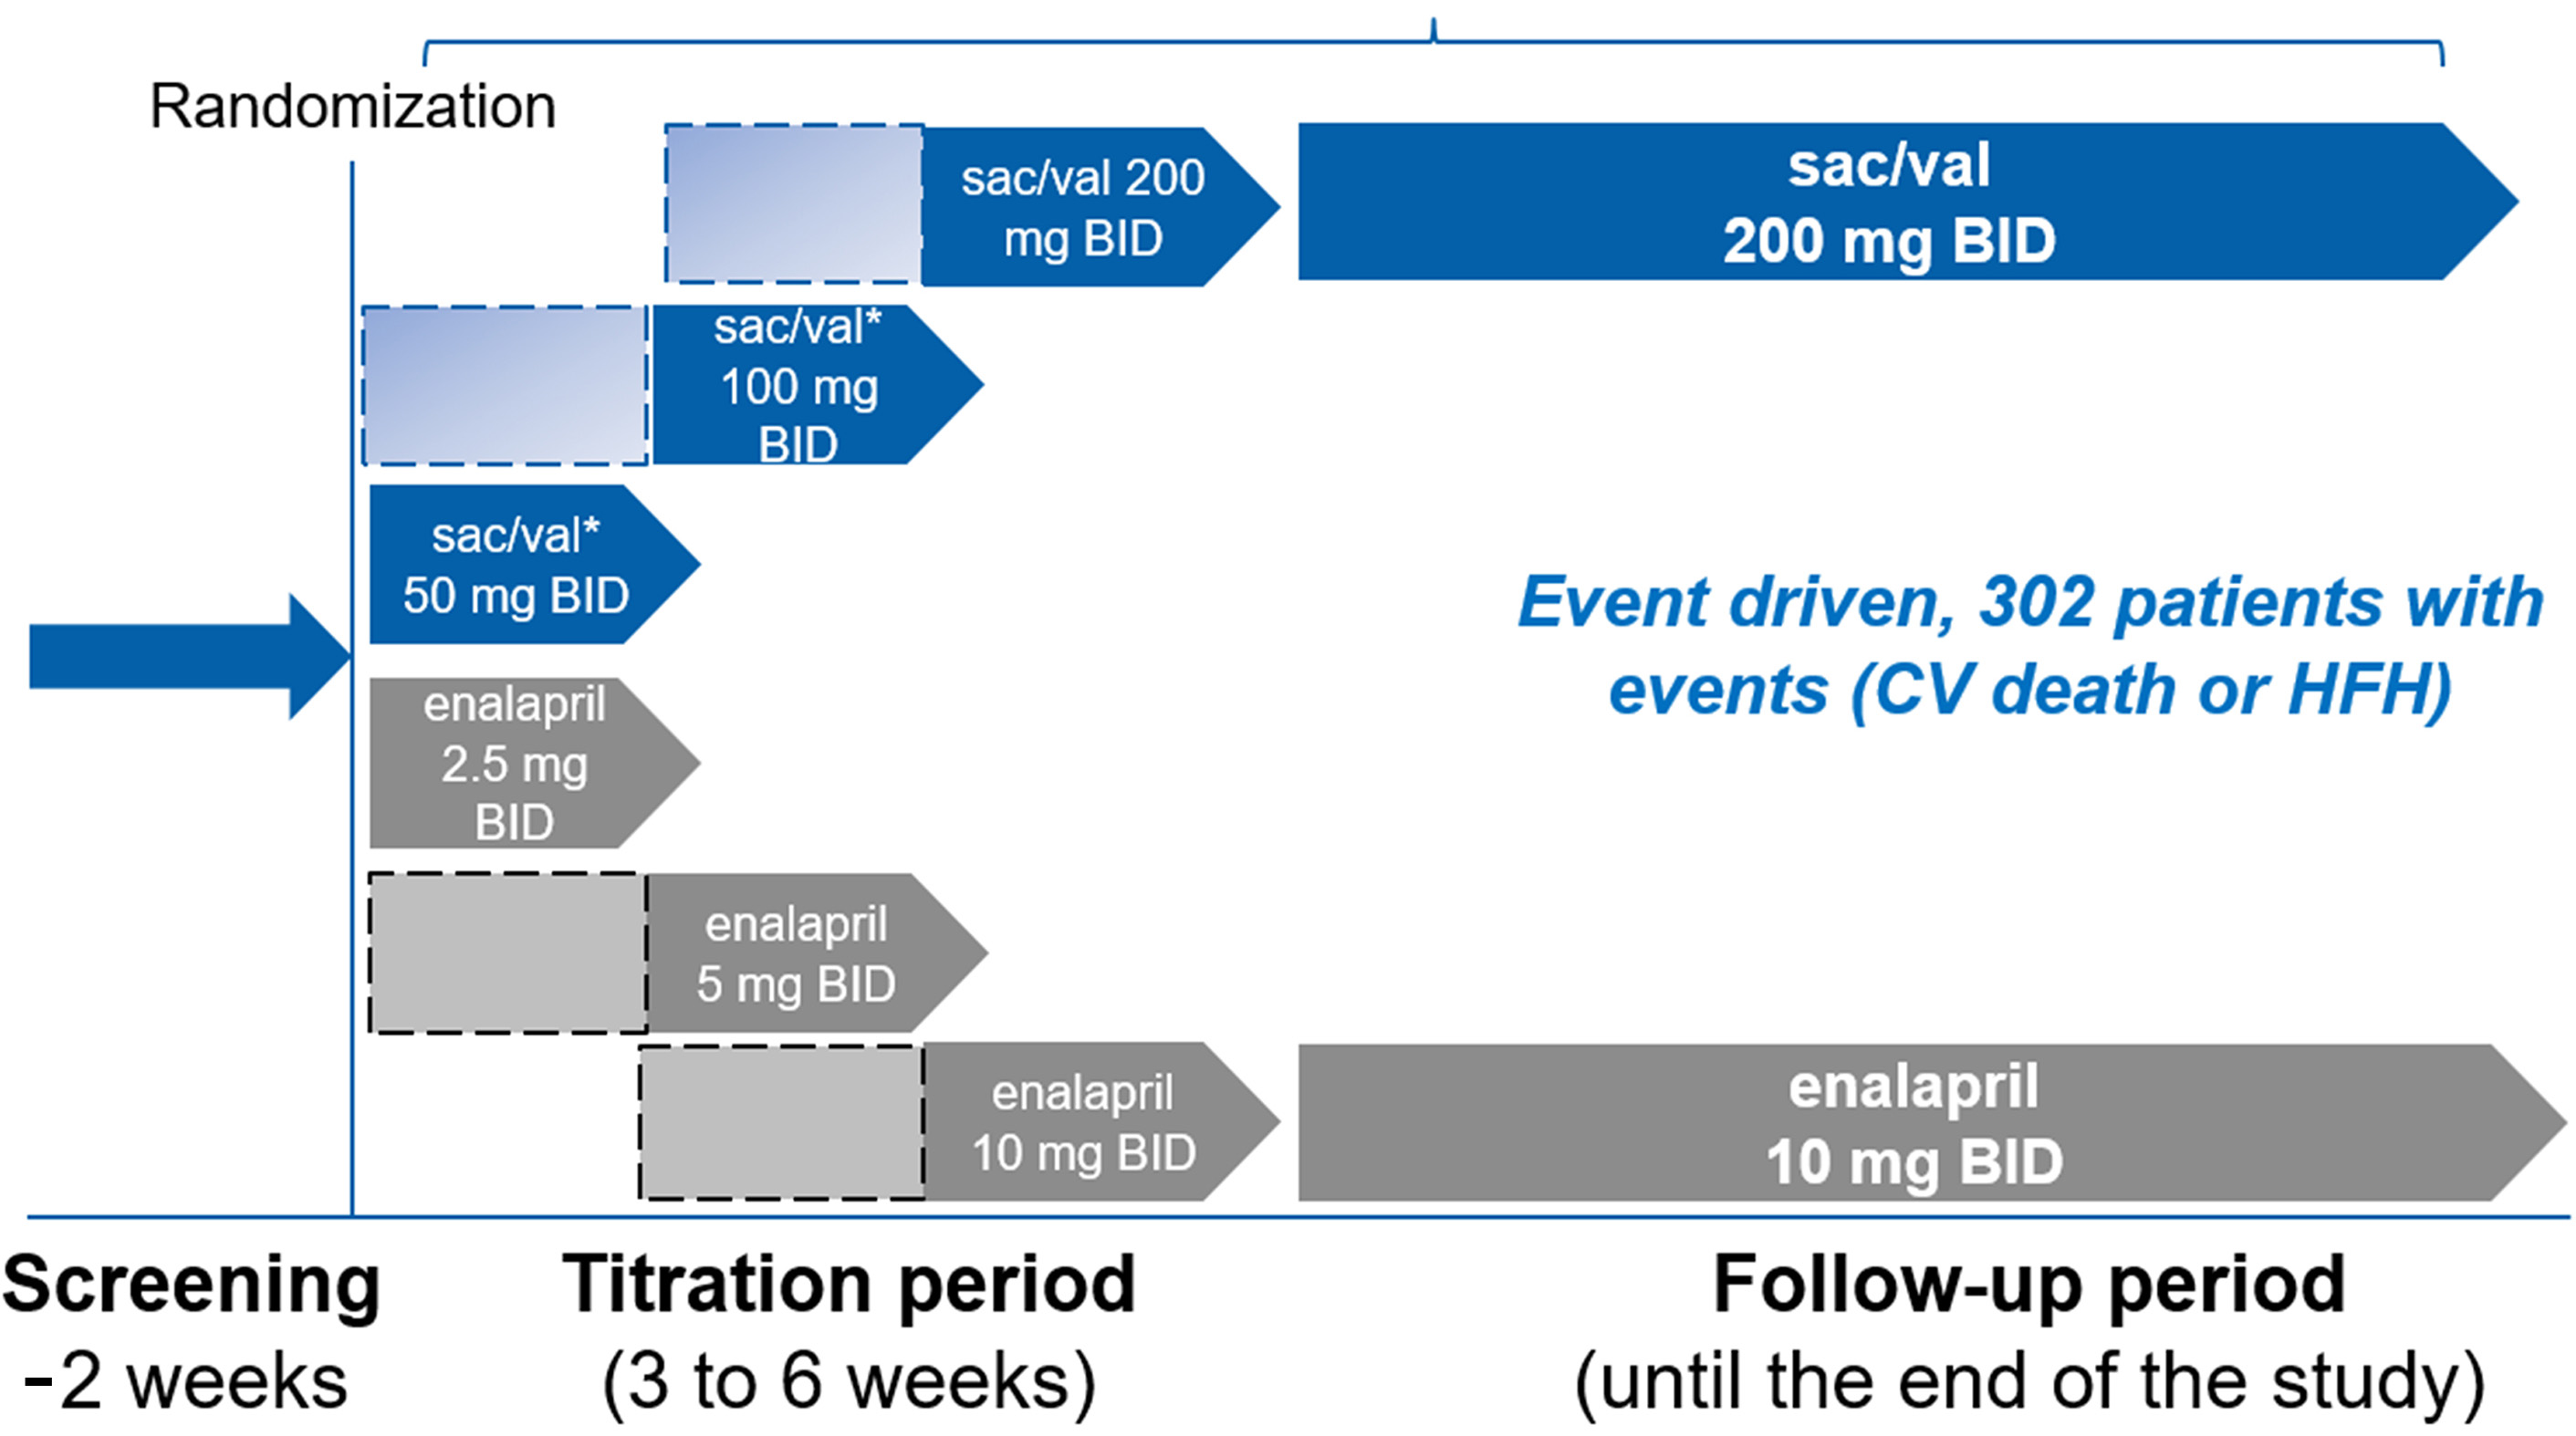 Randomization
sac/val 200
mg BID
sac/val
200 mg BID
sac/val*
100 mg
BID
sac/val*
50 mg BID
Event driven, 302 patients with
events (CV death or HFH)
enalapril
2.5 mg
BID
enalapril
5 mg BID
enalapril
10 mg BID
enalapril
10 mg BID
Screening
-2 weeks
Titration period
(3 to 6 weeks)
Follow-up period
(until the end of the study)